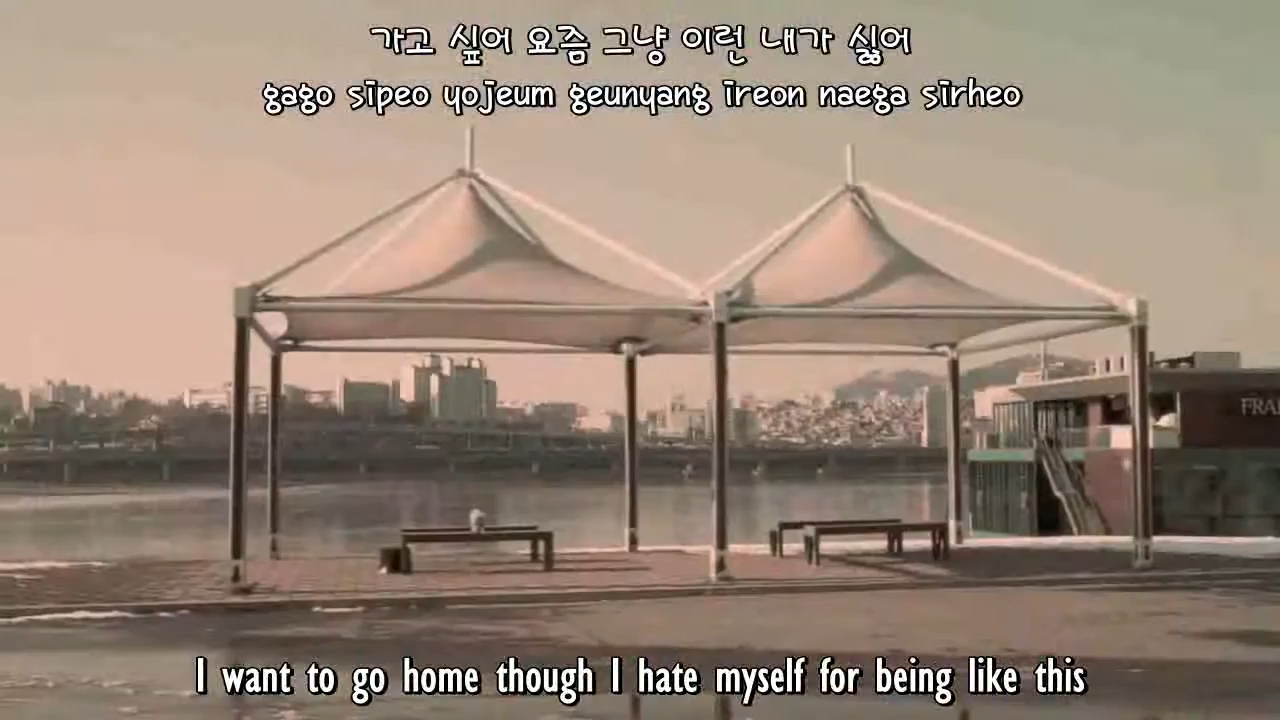 가고 싶어 요즘 그냥 이런 내가 싫어
gago sipeo yojeum geunyang ireon naega sirheo
FRA
I want to go home though I hate myself for being like this